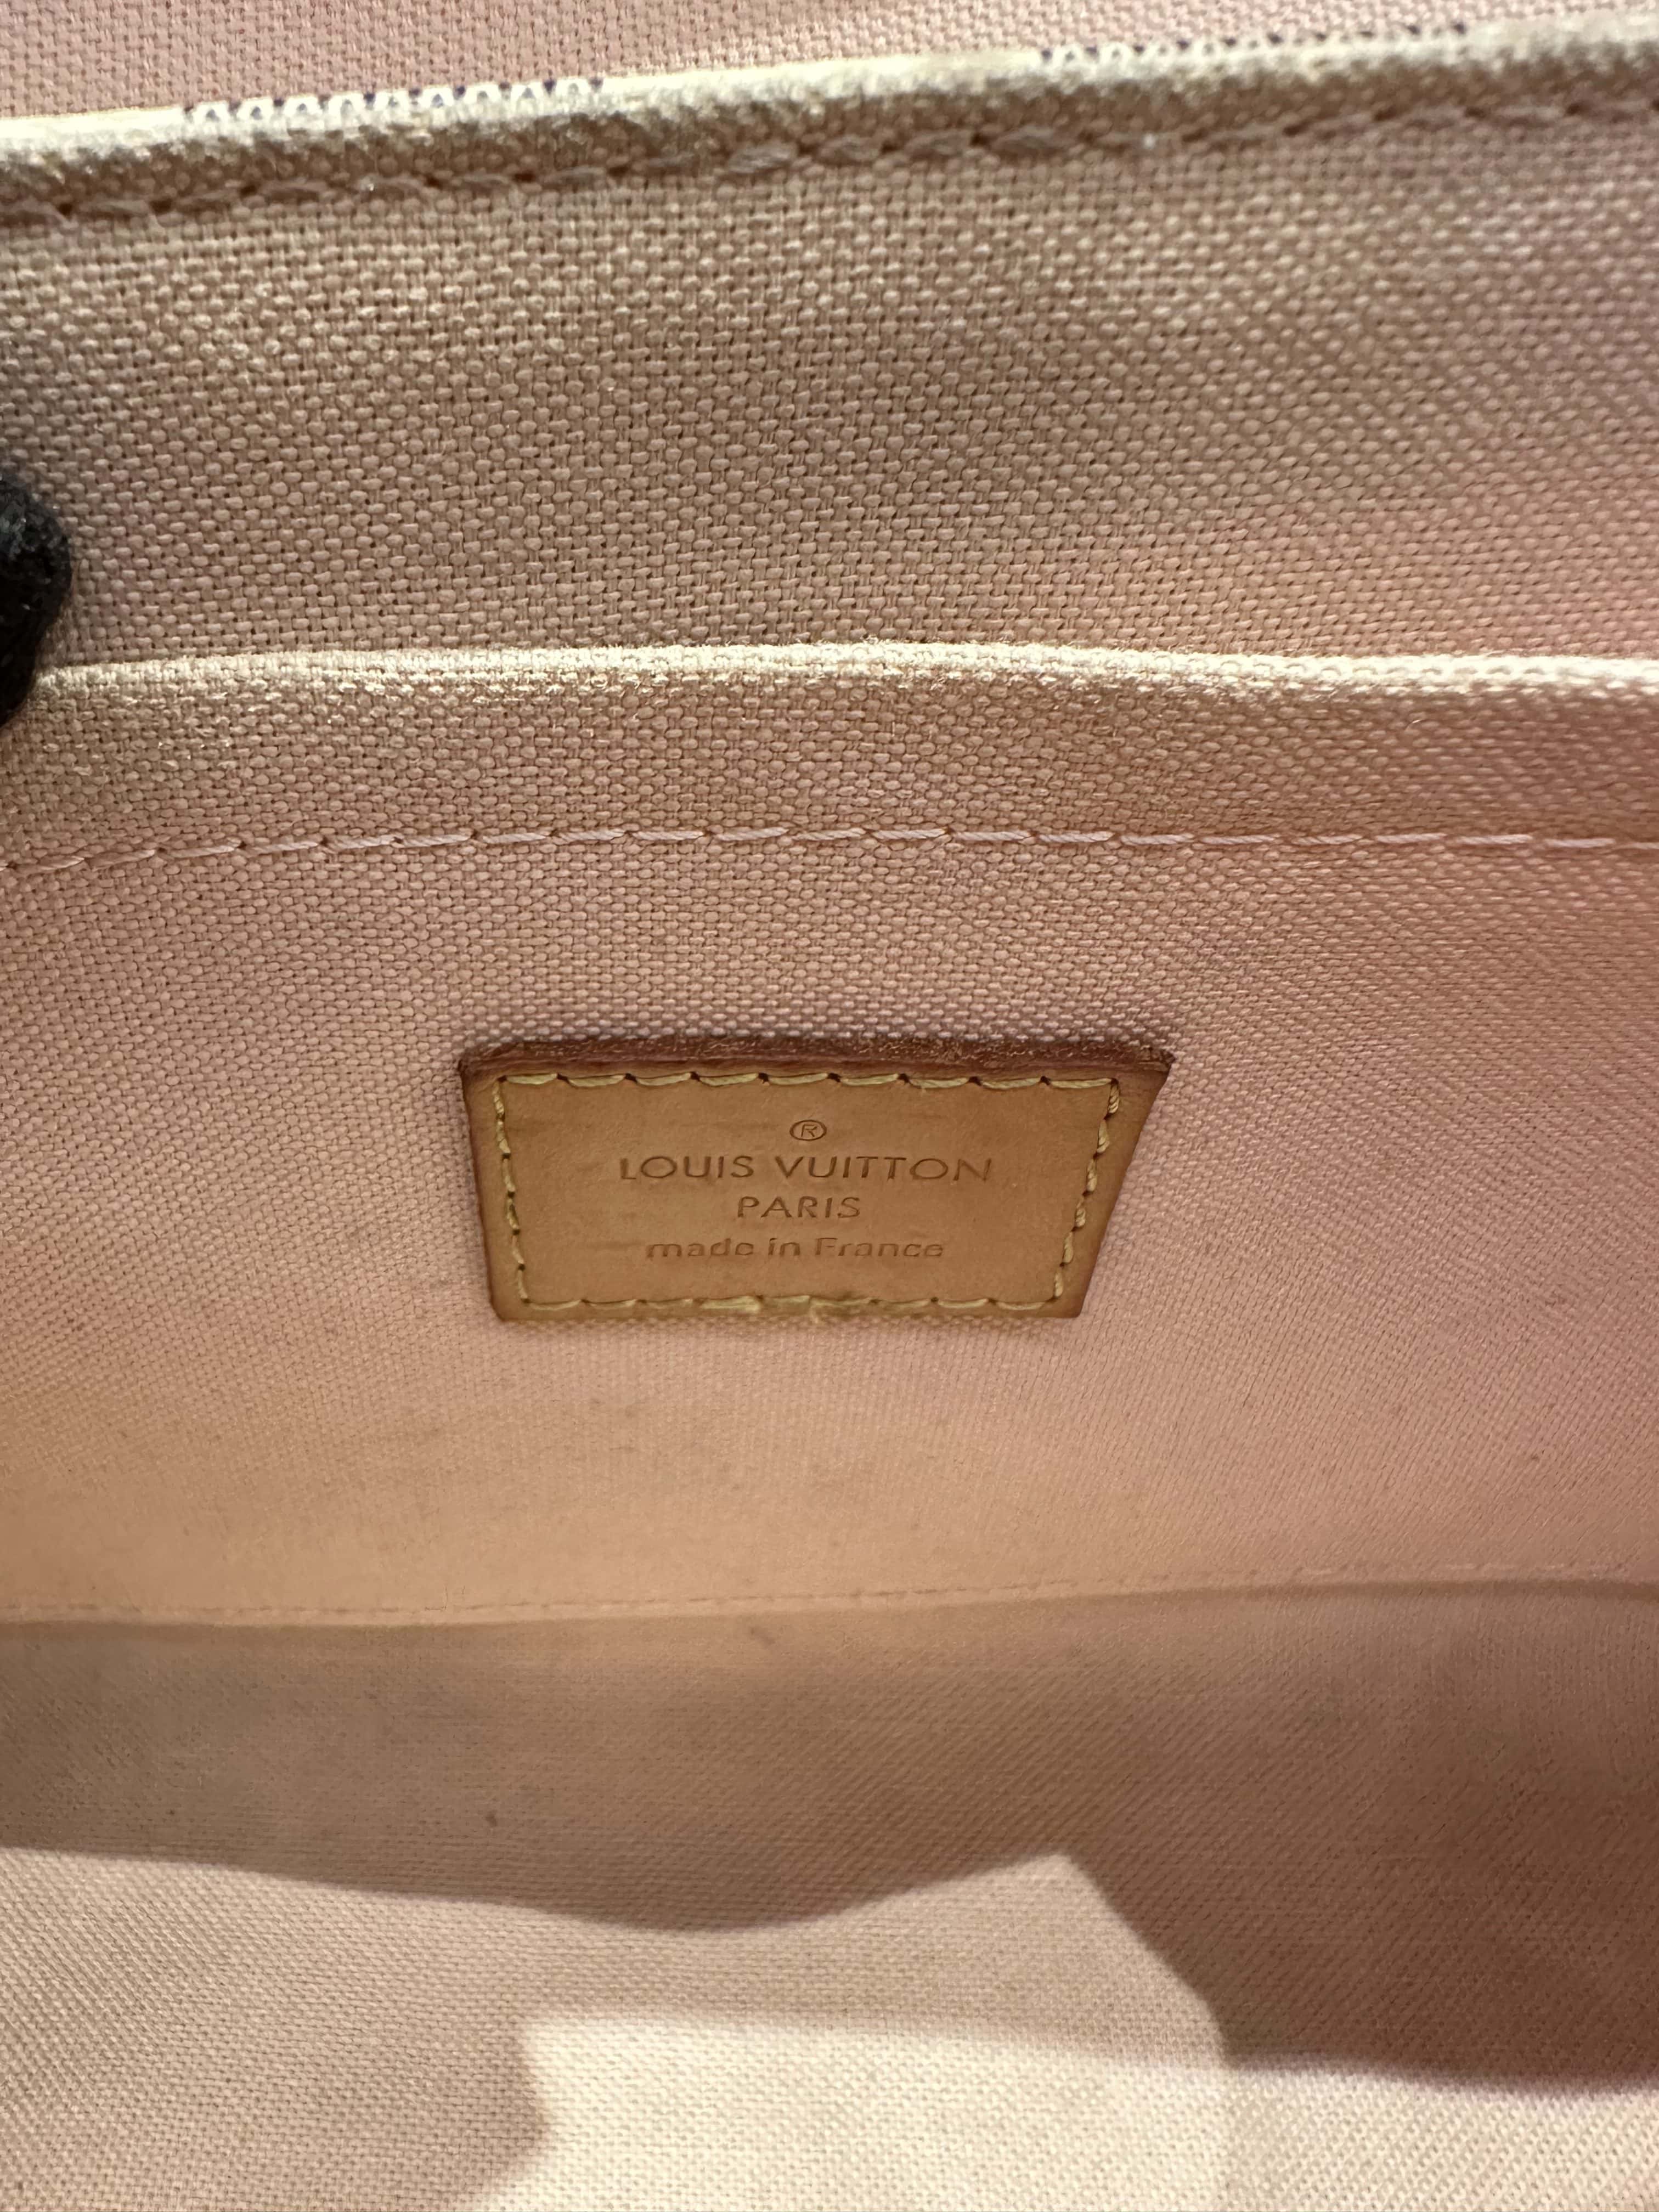 ®
LOUIS VUITTON
PARIS
made in France